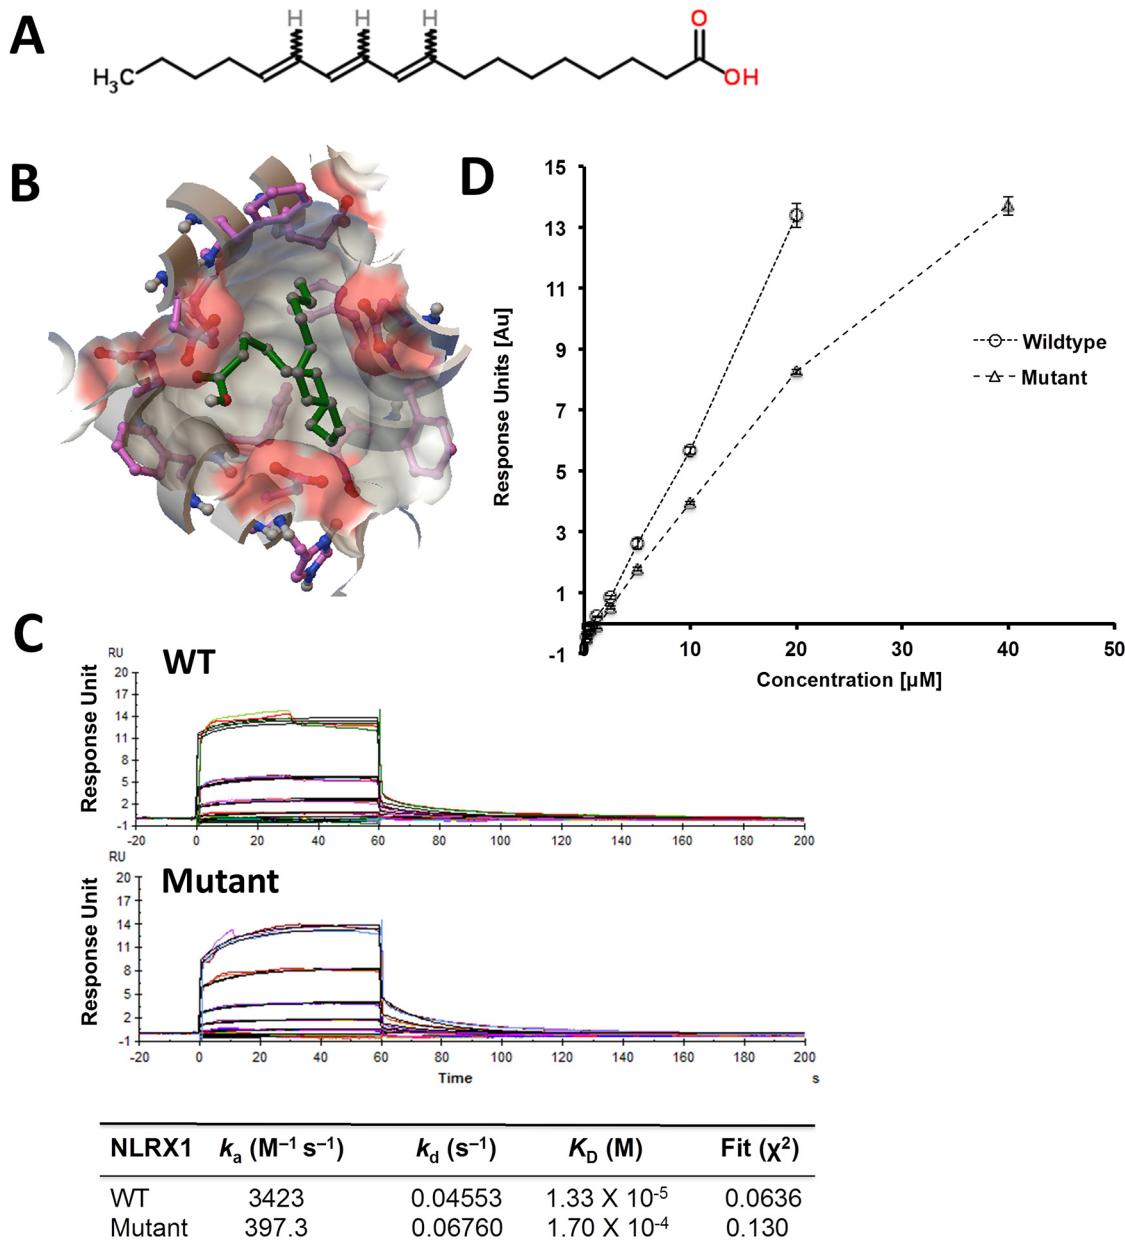 A
H H H
O
H₃C
OH
B
D
15
13
11
9
7
5
3
1
-1
Response Units [Au]
Wildtype
Mutant
10 20 30 40 50
Concentration [µM]
C
WT
RU
Response Unit
20
17
14
11
8
5
2
-1
-20 0 20 40 60 80 100 120 140 160 180 200
Mutant
RU
Response Unit
20
17
14
11
8
5
2
-1
-20 0 20 40 60 80 100 120 140 160 180 200
Time s
NLRX1 kₐ (M⁻¹ s⁻¹) k_d (s⁻¹) K_D (M) Fit (χ²)
WT 3423 0.04553 1.33 X 10⁻⁵ 0.0636
Mutant 397.3 0.06760 1.70 X 10⁻⁴ 0.130